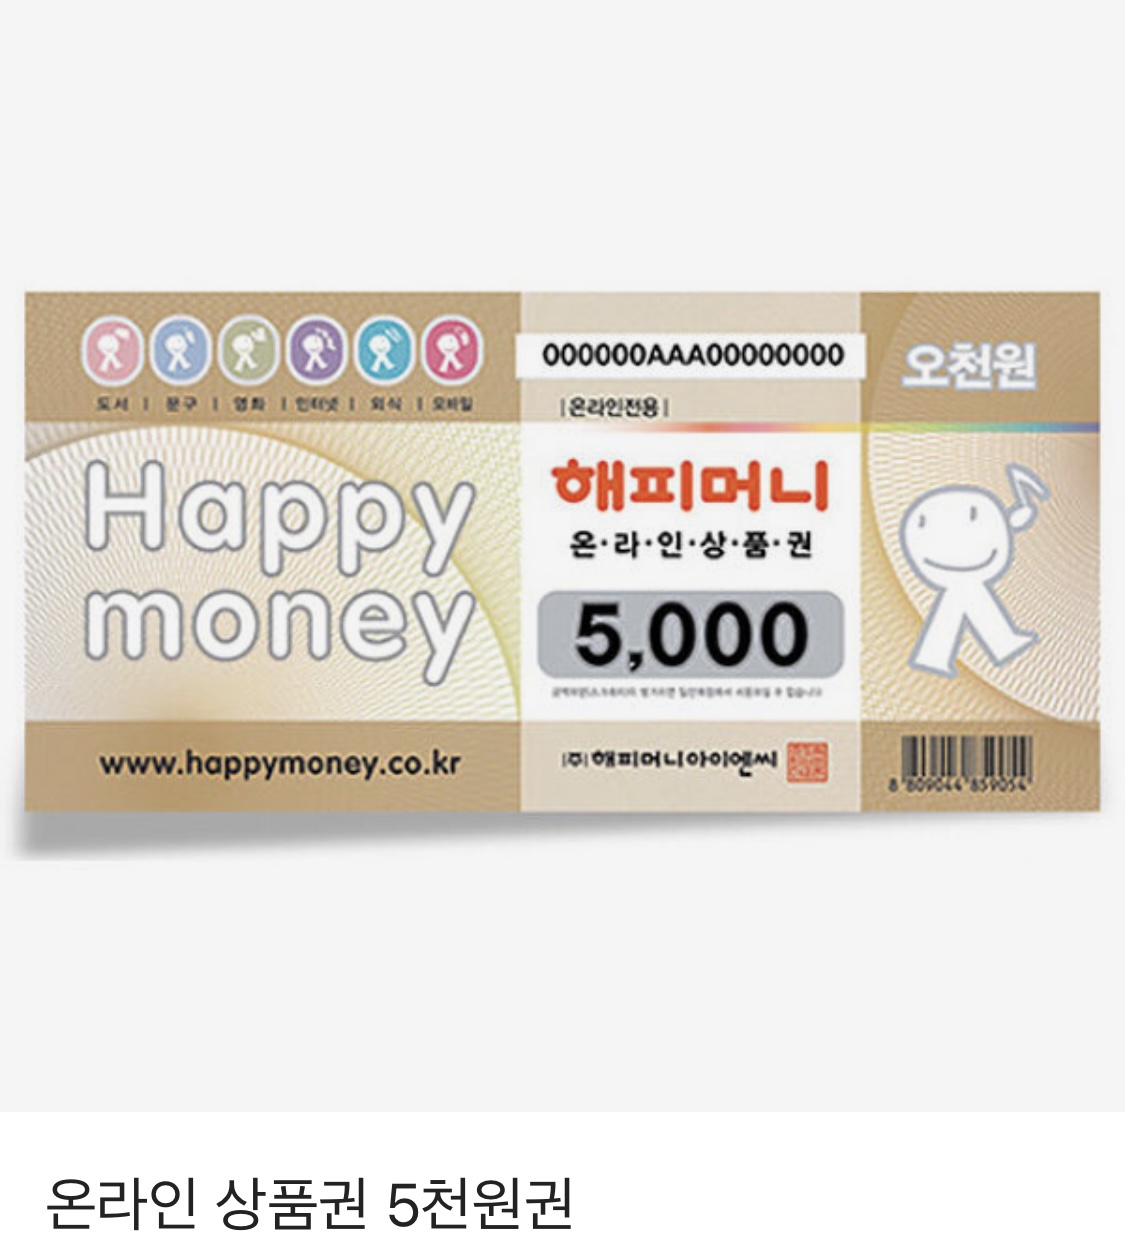 도서 | 문구 | 영화 | 인터넷 | 외식 | 모바일
Happy
money
www.happymoney.co.kr
000000AAA00000000
|온라인전용|
해피머니
온·라·인·상·품·권
5,000
(주)해피머니아이엔씨
오천원
8 809044 859054
온라인 상품권 5천원권